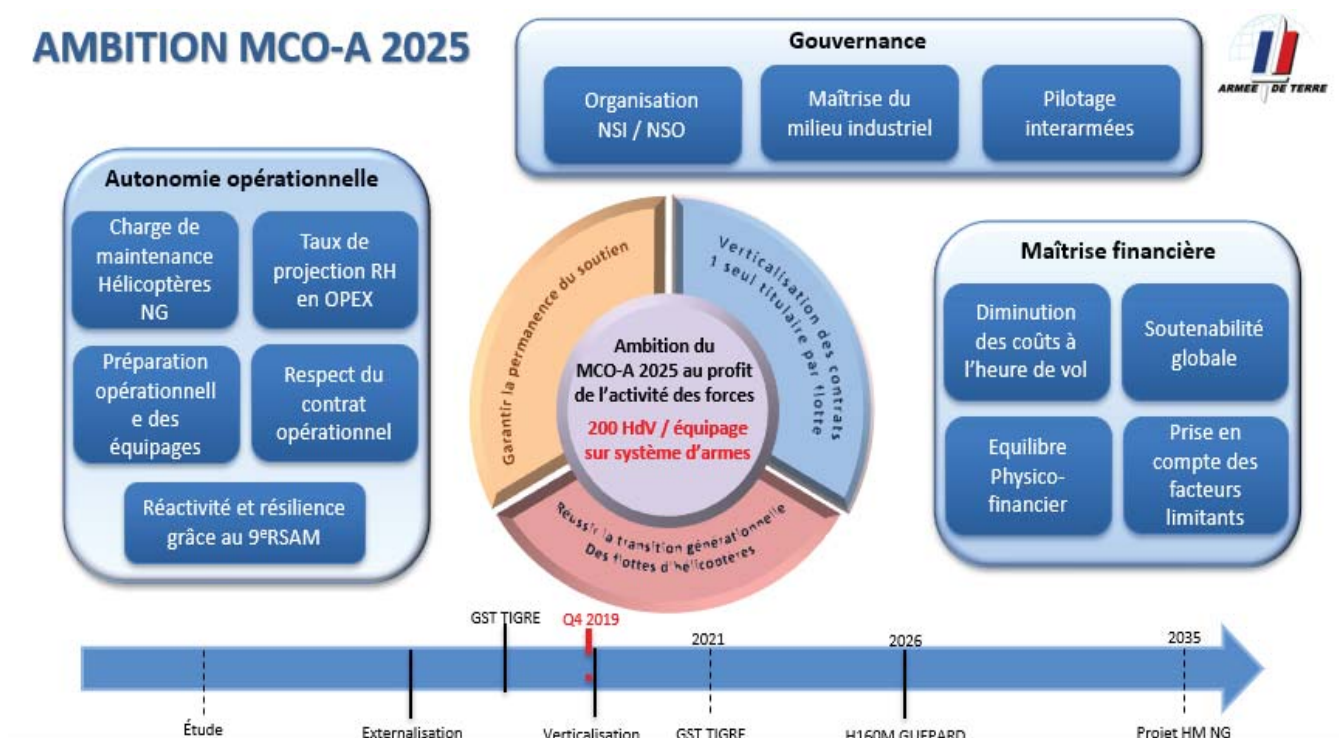 AMBITION MCO-A 2025
Gouvernance
Organisation
NSI / NSO
Maîtrise du
milieu industriel
Pilotage
interarmées
ARMEE DE TERRE
Autonomie opérationnelle
Charge de
maintenance
Hélicoptères
NG
Taux de
projection RH
en OPEX
Préparation
opérationnell
e des
équipages
Respect du
contrat
opérationnel
Réactivité et résilience
grâce au 9eRSAM
Garantir la permanence du soutien
Verticalisation des contrats
1 seul titulaire par flotte
Réussir la transition générationnelle
Des flottes d'hélicoptères
Ambition du
MCO-A 2025 au profit
de l'activité des forces
200 HdV / équipage
sur système d'armes
Maîtrise financière
Diminution
des coûts à
l'heure de vol
Soutenabilité
globale
Equilibre
Physico-
financier
Prise en
compte des
facteurs
limitants
GST TIGRE
Q4 2019
2021
2026
2035
Étude
Externalisation
Verticalisation
GST TIGRE
H160M GUEPARD
Projet HM NG